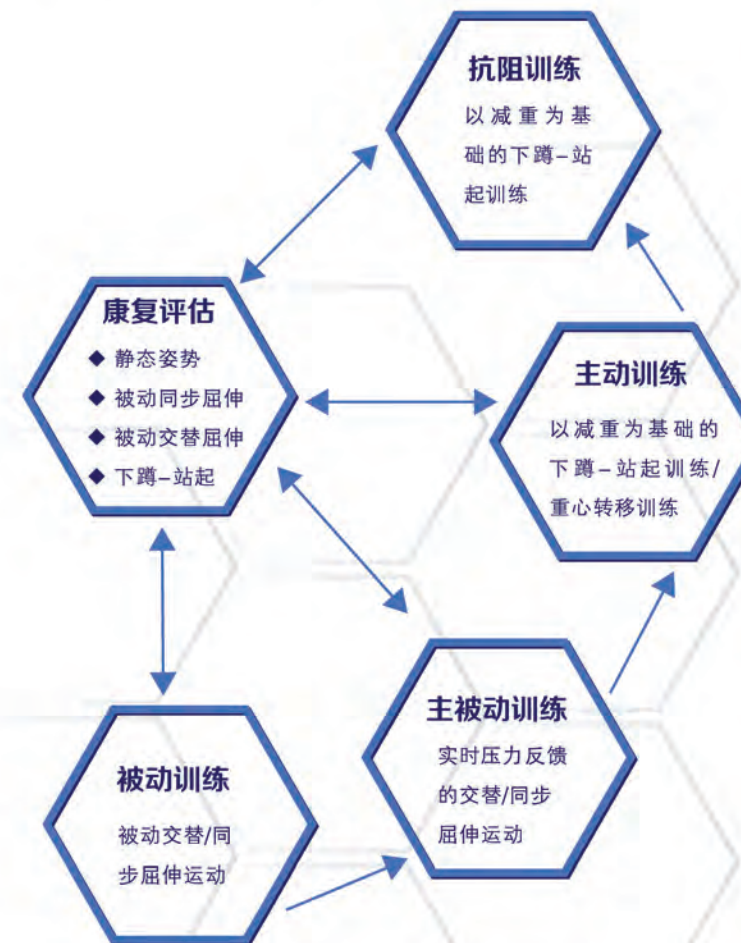 抗阻训练
以减重为基
础的下蹲–站
起训练
康复评估
◆ 静态姿势
◆ 被动同步屈伸
◆ 被动交替屈伸
◆ 下蹲–站起
主动训练
以减重为基础的
下蹲–站起训练/
重心转移训练
主被动训练
实时压力反馈
的交替/同步
屈伸运动
被动训练
被动交替/同
步屈伸运动